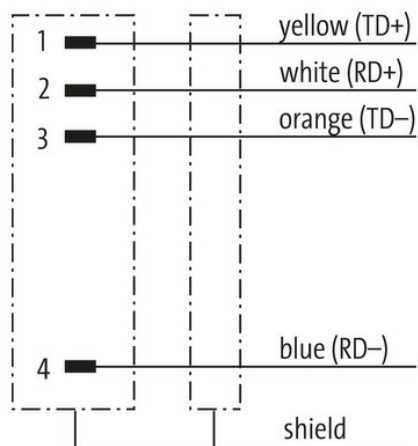 1 yellow (TD+)
2 white (RD+)
3 orange (TD–)
4 blue (RD–)
shield